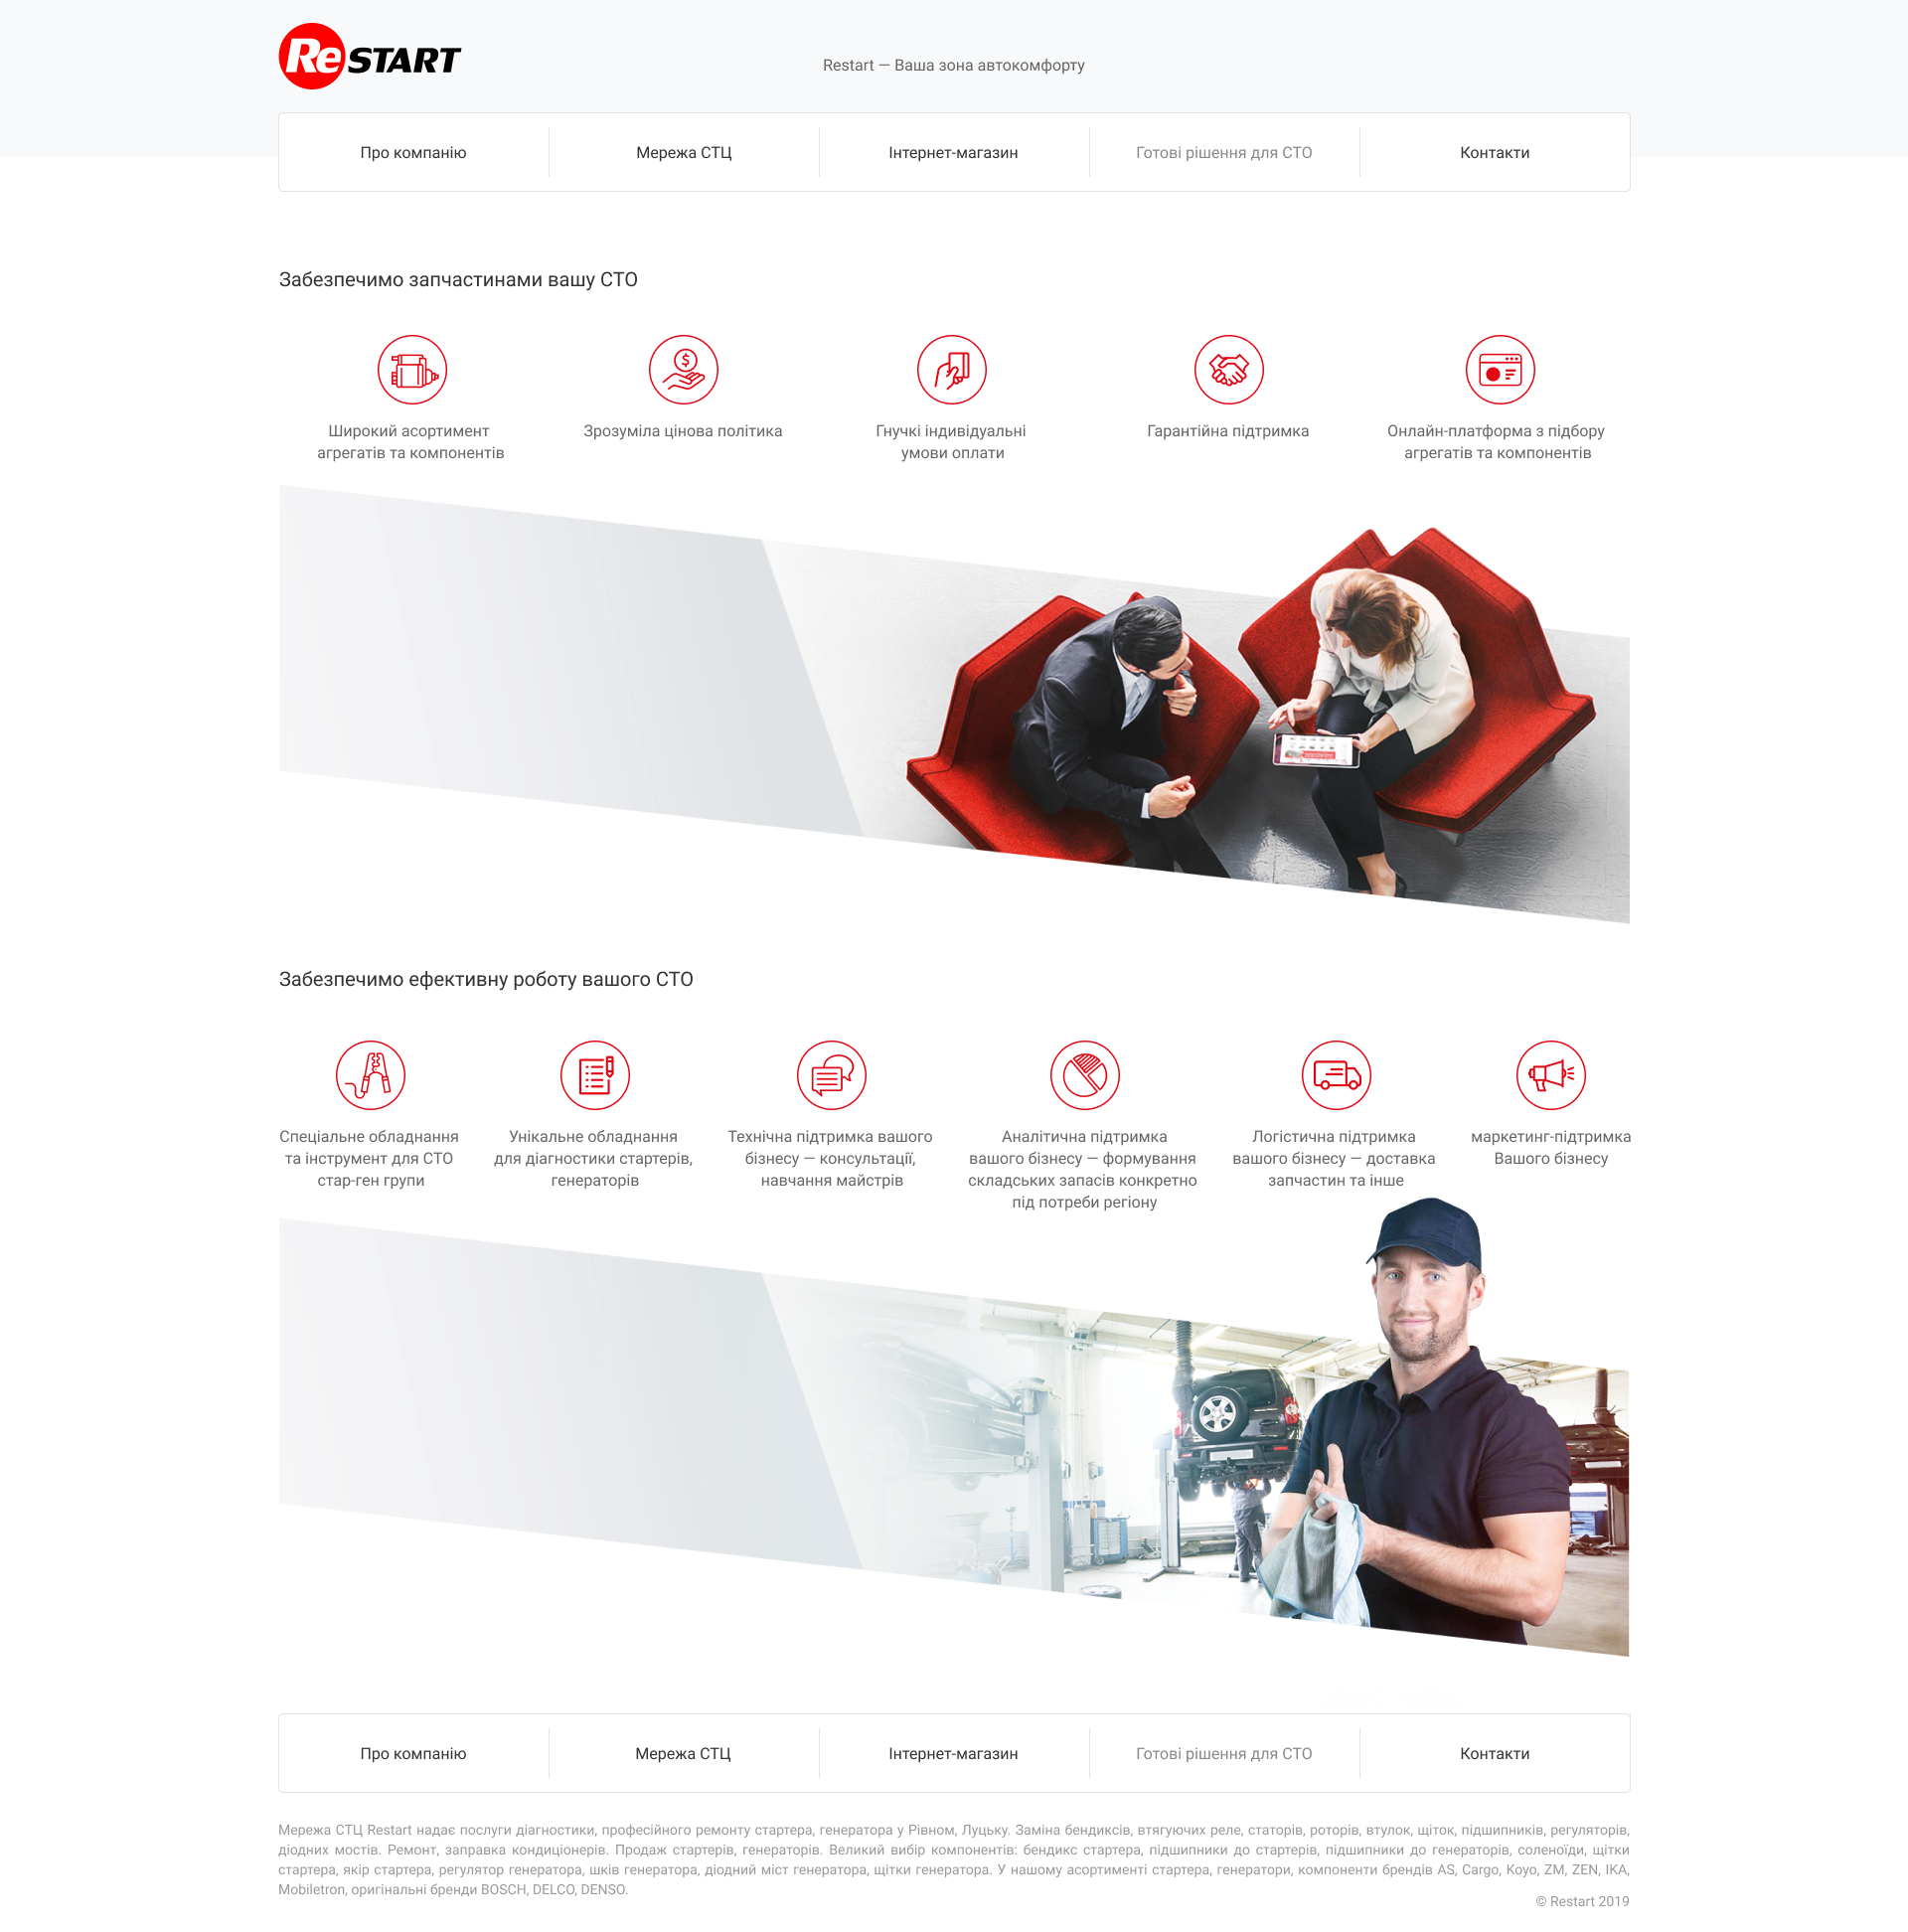 ReSTART
Restart — Ваша зона автокомфорту
Про компанію
Мережа СТЦ
Інтернет-магазин
Готові рішення для СТО
Контакти
Забезпечимо запчастинами вашу СТО
Широкий асортимент
агрегатів та компонентів
Зрозуміла цінова політика
Гнучкі індивідуальні
умови оплати
Гарантійна підтримка
Онлайн-платформа з підбору
агрегатів та компонентів
Забезпечимо ефективну роботу вашого СТО
Спеціальне обладнання
та інструмент для СТО
стар-ген групи
Унікальне обладнання
для діагностики стартерів,
генераторів
Технічна підтримка вашого
бізнесу — консультації,
навчання майстрів
Аналітична підтримка
вашого бізнесу — формування
складських запасів конкретно
під потреби регіону
Логістична підтримка
вашого бізнесу — доставка
запчастин та інше
маркетинг-підтримка
Вашого бізнесу
Про компанію
Мережа СТЦ
Інтернет-магазин
Готові рішення для СТО
Контакти
Мережа СТЦ Restart надає послуги діагностики, професійного ремонту стартера, генератора у Рівном, Луцьку. Заміна бендиксів, втягуючих реле, статорів, роторів, втулок, щіток, підшипників, регуляторів,
діодних мостів. Ремонт, заправка кондиціонерів. Продаж стартерів, генераторів. Великий вибір компонентів: бендикс стартера, підшипники до стартерів, підшипники до генераторів, соленоїди, щітки
стартера, якір стартера, регулятор генератора, шків генератора, діодний міст генератора, щітки генератора. У нашому асортименті стартера, генератори, компоненти брендів AS, Cargo, Koyo, ZM, ZEN, IKA,
Mobiletron, оригінальні бренди BOSCH, DELCO, DENSO.
© Restart 2019